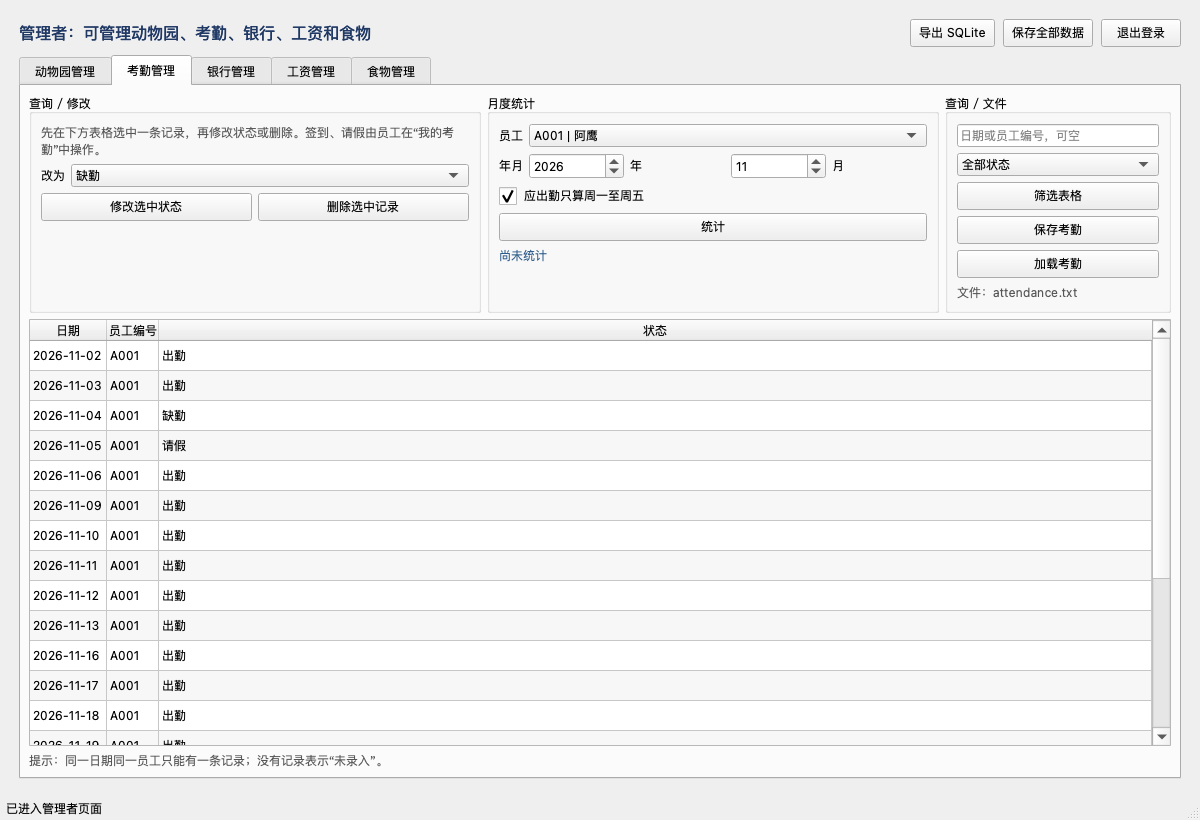 管理者：可管理动物园、考勤、银行、工资和食物
导出 SQLite
保存全部数据
退出登录
动物园管理
考勤管理
银行管理
工资管理
食物管理
查询 / 修改
先在下方表格选中一条记录，再修改状态或删除。签到、请假由员工在“我的考
勤”中操作。
改为 缺勤
修改选中状态
删除选中记录
月度统计
员工 A001 | 阿鹰
年月 2026 年 11 月
应出勤只算周一至周五
统计
尚未统计
查询 / 文件
日期或员工编号，可空
全部状态
筛选表格
保存考勤
加载考勤
文件：attendance.txt
日期 员工编号 状态
2026-11-02 A001 出勤
2026-11-03 A001 出勤
2026-11-04 A001 缺勤
2026-11-05 A001 请假
2026-11-06 A001 出勤
2026-11-09 A001 出勤
2026-11-10 A001 出勤
2026-11-11 A001 出勤
2026-11-12 A001 出勤
2026-11-13 A001 出勤
2026-11-16 A001 出勤
2026-11-17 A001 出勤
2026-11-18 A001 出勤
2026-11-19 A001 出勤
提示：同一日期同一员工只能有一条记录；没有记录表示“未录入”。
已进入管理者页面